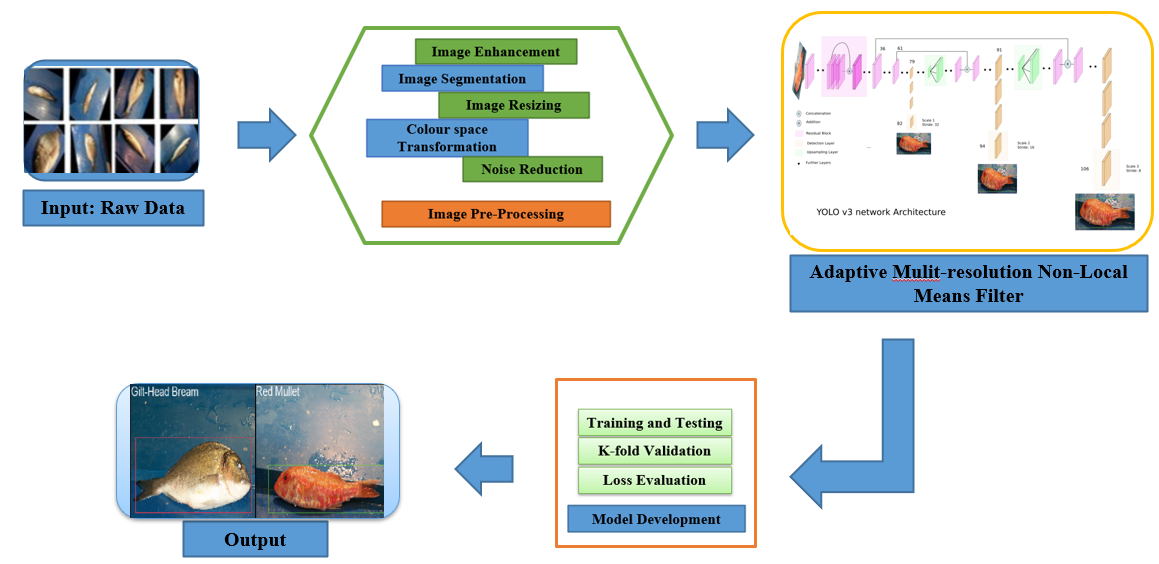 Image Enhancement
Image Segmentation
Image Resizing
Colour space
Transformation
Noise Reduction
Image Pre-Processing
Input: Raw Data
36
61
91
79
82
94
106
Scale 1
Stride: 32
Scale 2
Stride: 16
Scale 3
Stride: 8
Concatenation
Addition
Residual Block
Detection Layer
Upsampling Layer
Further Layers
...
YOLO v3 network Architecture
Adaptive Mulit-resolution Non-Local
Means Filter
Training and Testing
K-fold Validation
Loss Evaluation
Model Development
Gilt-Head Bream
Red Mullet
Output